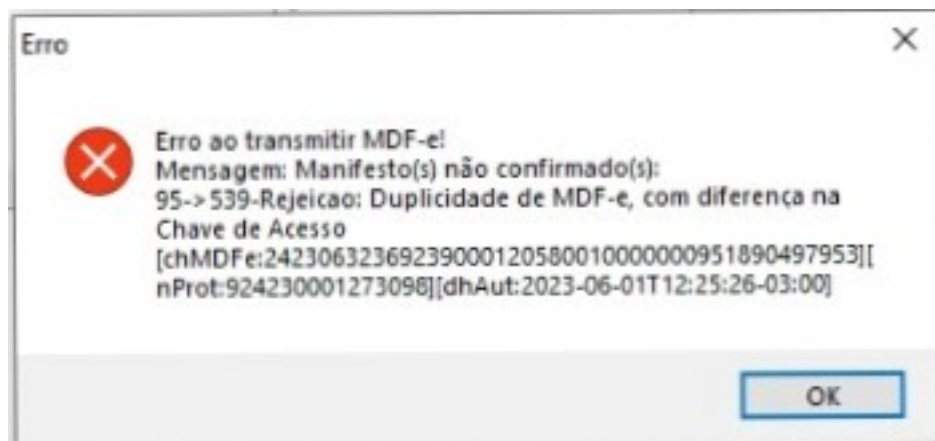 Erro
Erro ao transmitir MDF-e!
Mensagem: Manifesto(s) não confirmado(s):
95->539-Rejeicao: Duplicidade de MDF-e, com diferença na
Chave de Acesso
[chMDFe:24230632369239000120580010000000951890497953][
nProt:924230001273098][dhAut:2023-06-01T12:25:26-03:00]
OK